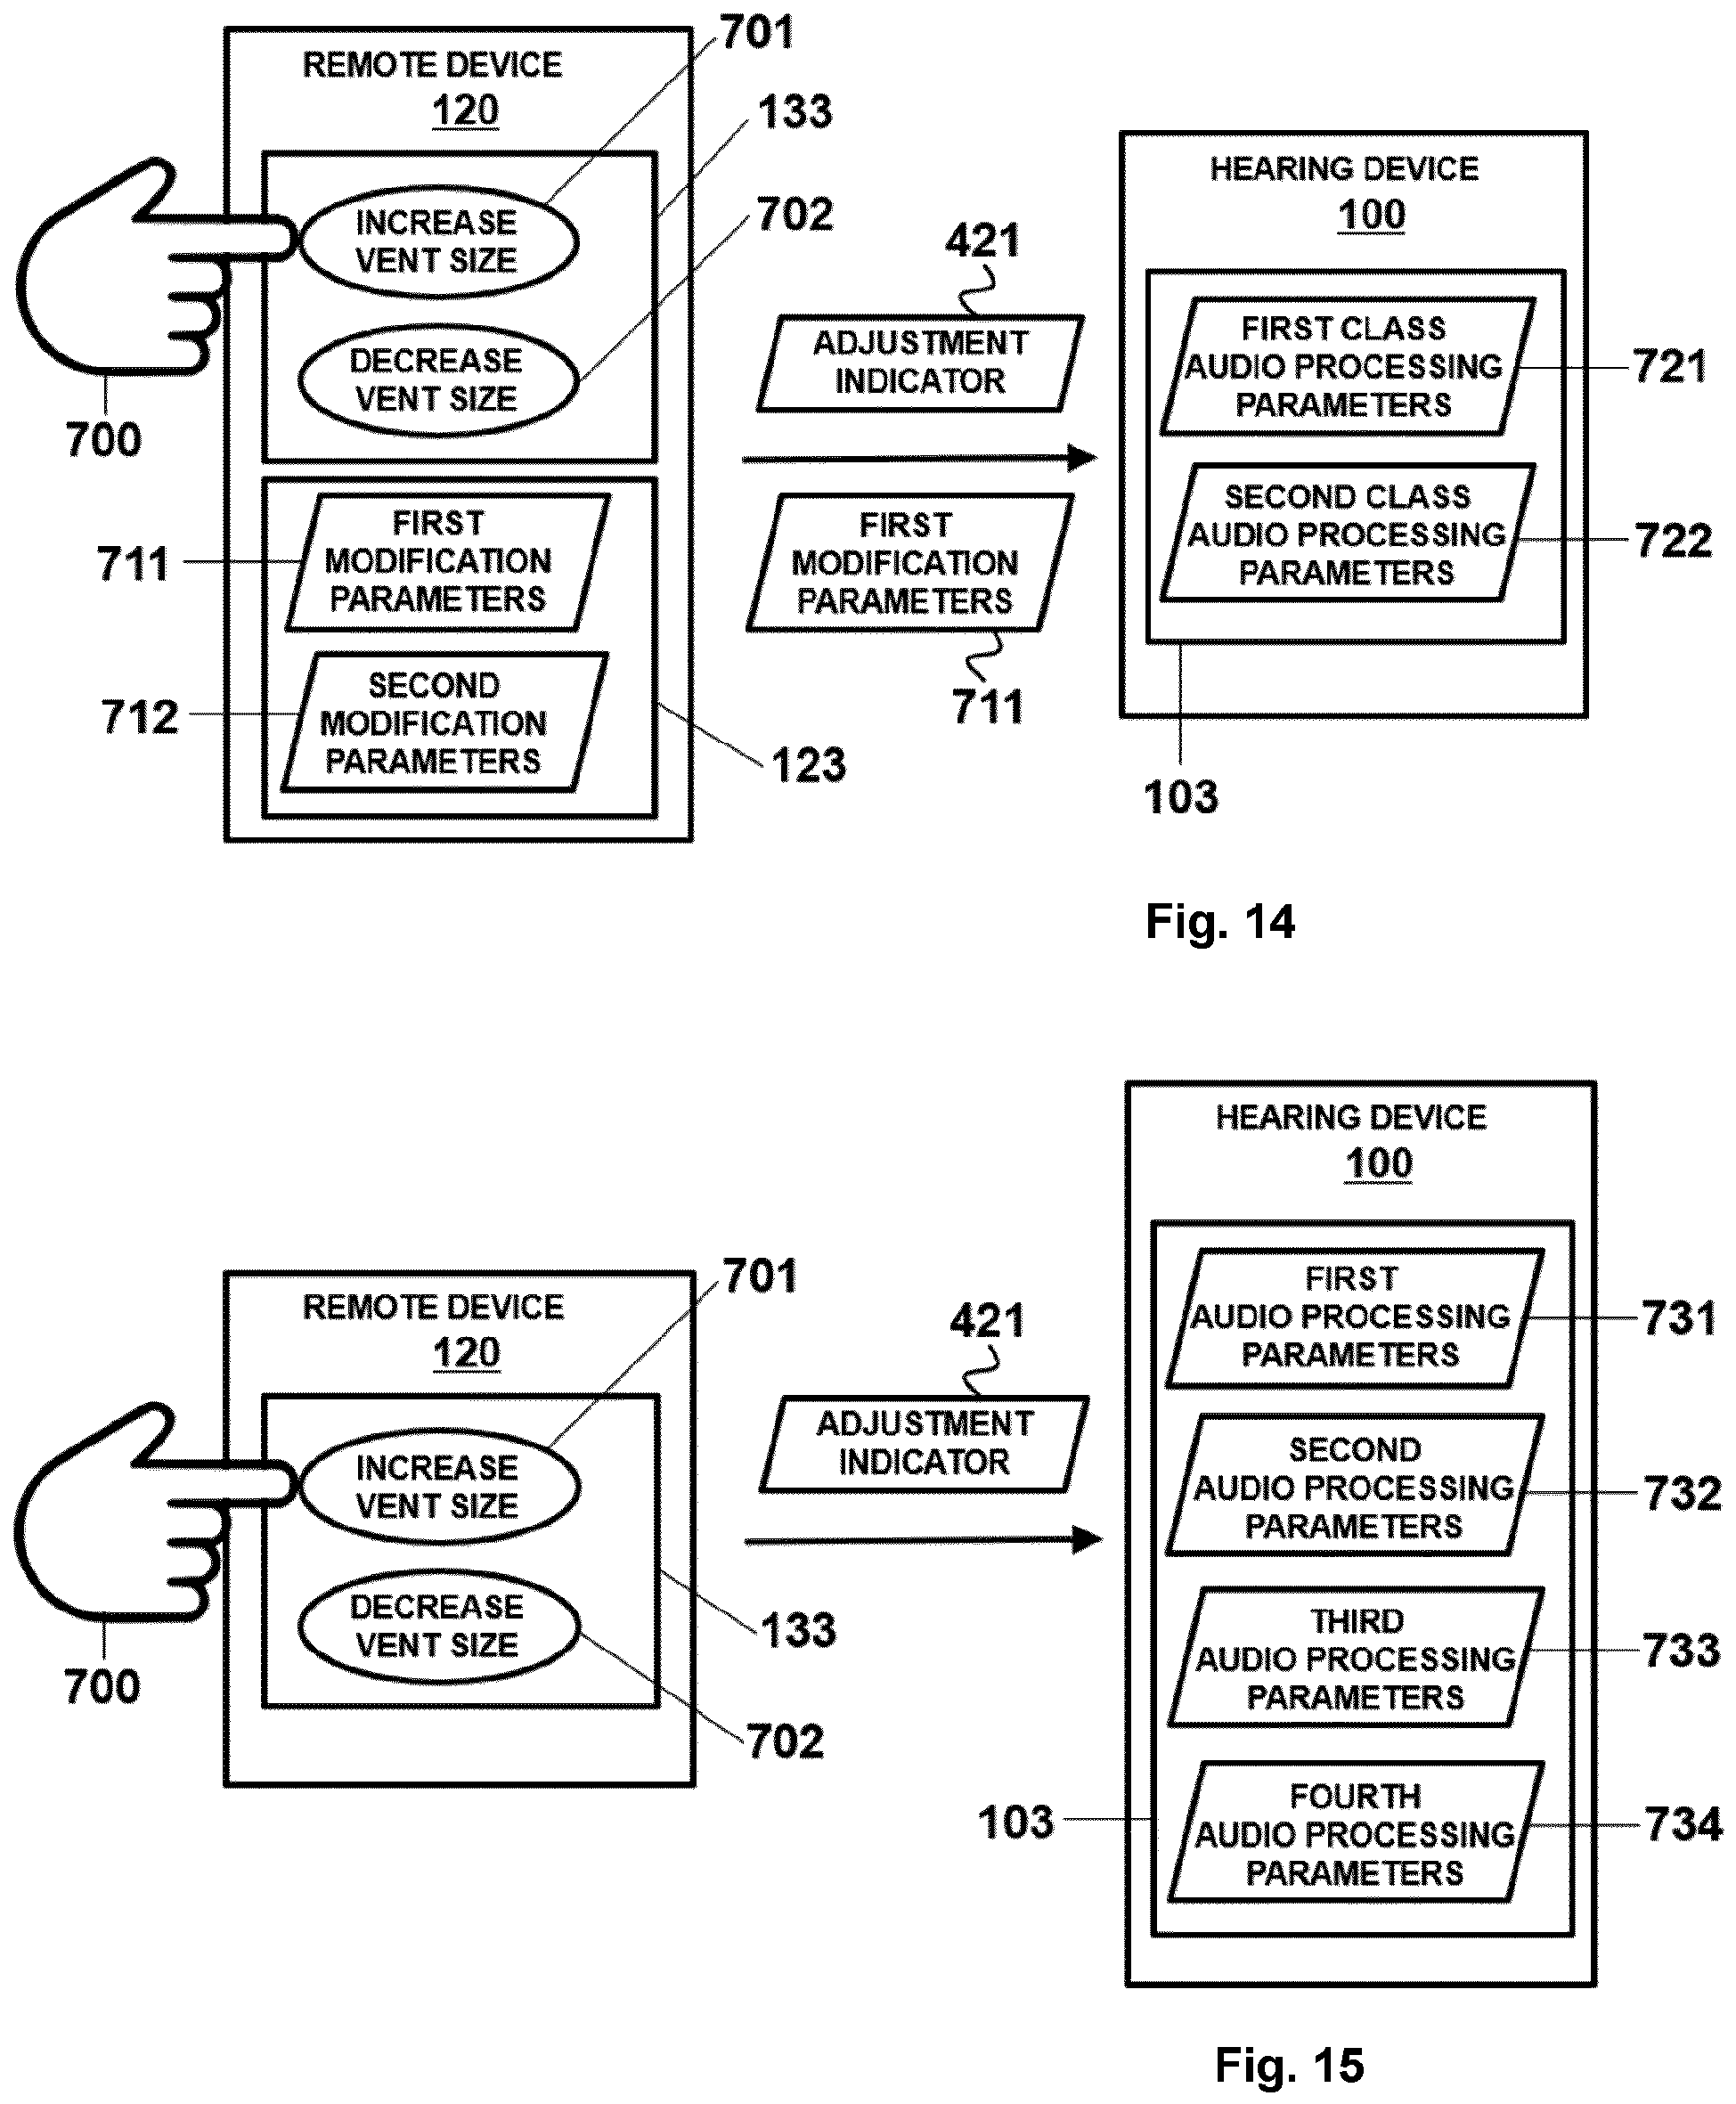 701
REMOTE DEVICE
120
133
HEARING DEVICE
100
702
INCREASE
VENT SIZE
421
FIRST CLASS
AUDIO PROCESSING
PARAMETERS
721
ADJUSTMENT
INDICATOR
DECREASE
VENT SIZE
700
SECOND CLASS
AUDIO PROCESSING
PARAMETERS
722
FIRST
MODIFICATION
PARAMETERS
711
FIRST
MODIFICATION
PARAMETERS
711
SECOND
MODIFICATION
PARAMETERS
712
123
103
Fig. 14
HEARING DEVICE
100
701
REMOTE DEVICE
120
421
FIRST
AUDIO PROCESSING
PARAMETERS
731
ADJUSTMENT
INDICATOR
INCREASE
VENT SIZE
SECOND
AUDIO PROCESSING
PARAMETERS
732
DECREASE
VENT SIZE
133
THIRD
AUDIO PROCESSING
PARAMETERS
733
700
702
103
FOURTH
AUDIO PROCESSING
PARAMETERS
734
Fig. 15